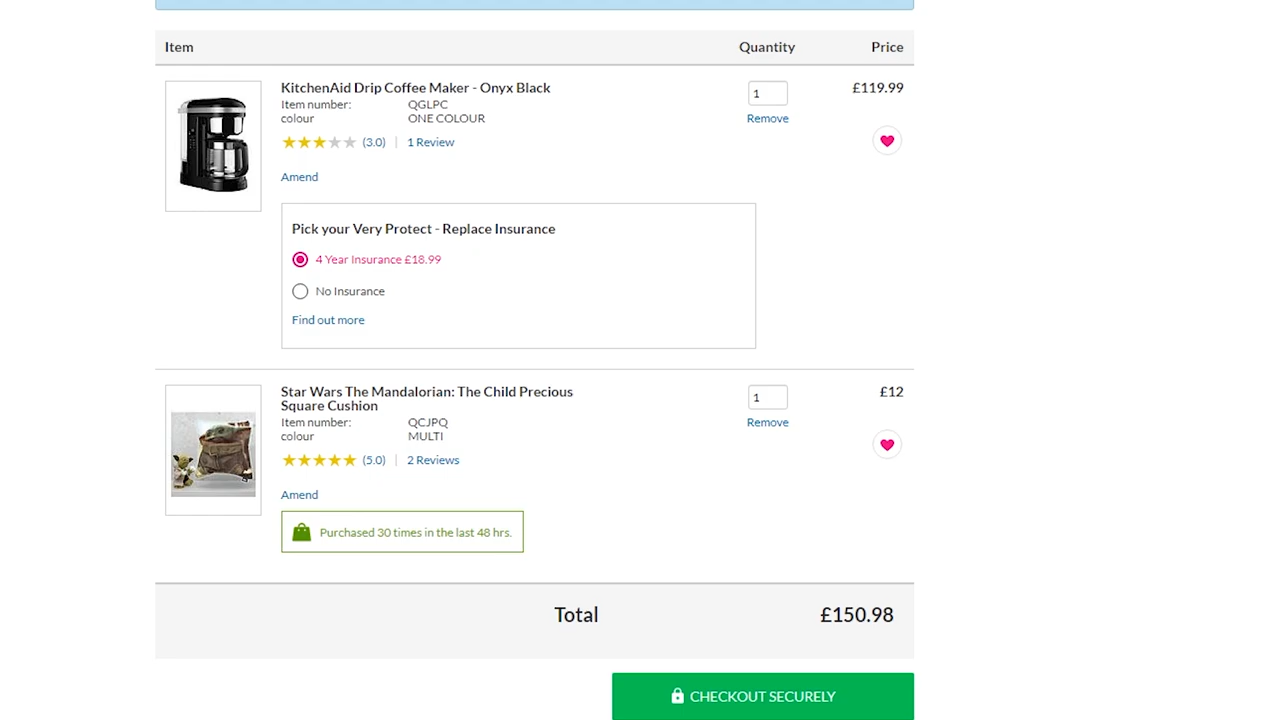 Item Quantity Price
KitchenAid Drip Coffee Maker - Onyx Black 1 £119.99
Item number: QGLPC
colour ONE COLOUR Remove
(3.0) | 1 Review
Amend
Pick your Very Protect - Replace Insurance
4 Year Insurance £18.99
No Insurance
Find out more
Star Wars The Mandalorian: The Child Precious 1 £12
Square Cushion
Item number: QCJPQ Remove
colour MULTI
(5.0) | 2 Reviews
Amend
Purchased 30 times in the last 48 hrs.
Total £150.98
CHECKOUT SECURELY